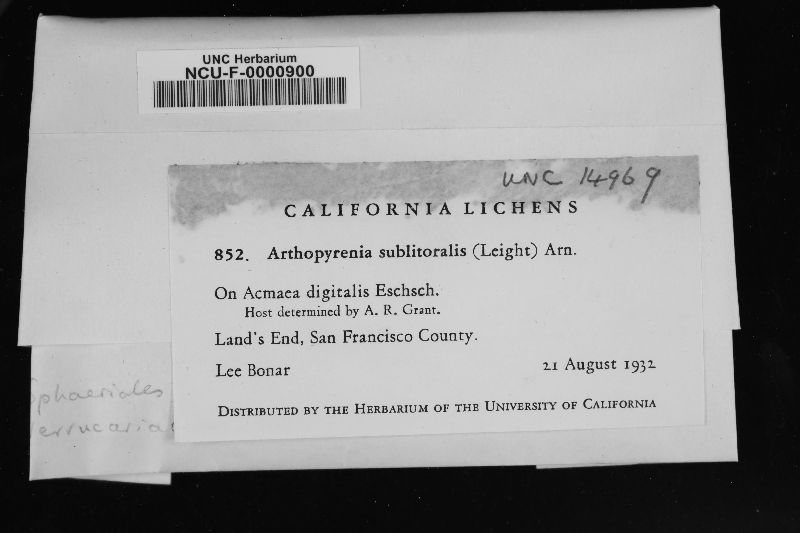 UNC Herbarium
NCU-F-0000900
UNC 14969
CALIFORNIA LICHENS
852. Arthopyrenia sublitoralis (Leight) Arn.
On Acmaea digitalis Eschsch.
Host determined by A. R. Grant.
Land's End, San Francisco County.
Lee Bonar 21 August 1932
DISTRIBUTED BY THE HERBARIUM OF THE UNIVERSITY OF CALIFORNIA
Sphaeriales